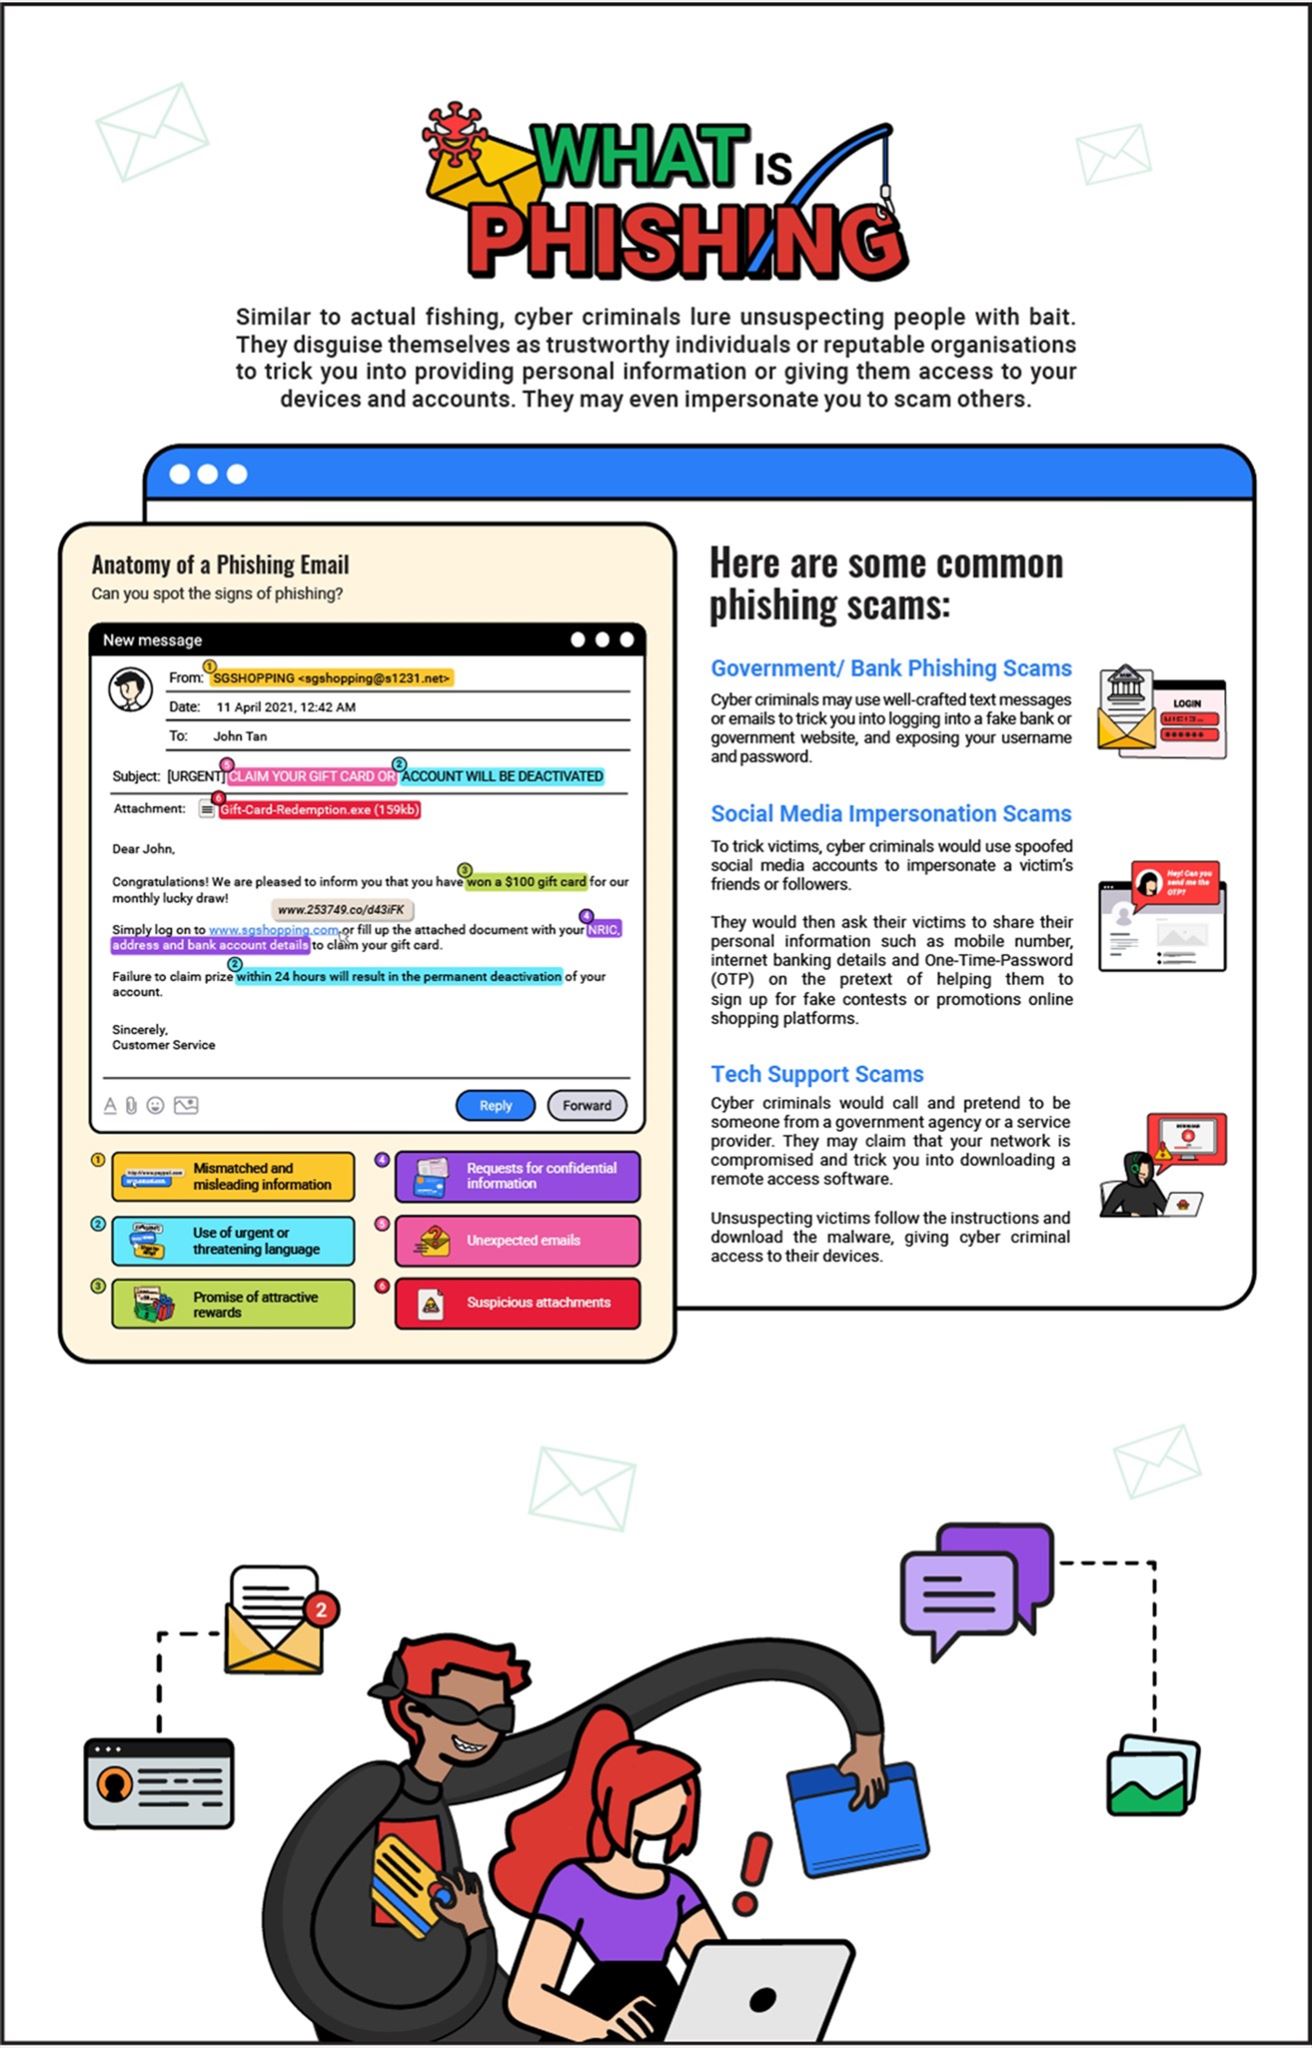 WHAT IS
PHISHING
Similar to actual fishing, cyber criminals lure unsuspecting people with bait.
They disguise themselves as trustworthy individuals or reputable organisations
to trick you into providing personal information or giving them access to your
devices and accounts. They may even impersonate you to scam others.
Anatomy of a Phishing Email
Can you spot the signs of phishing?
New message
1
From: SGSHOPPING <sgshopping@s1231.net>
Date: 11 April 2021, 12:42 AM
To: John Tan
5 2
Subject: [URGENT] CLAIM YOUR GIFT CARD OR ACCOUNT WILL BE DEACTIVATED
6
Attachment: Gift-Card-Redemption.exe (159kb)
Dear John,
3
Congratulations! We are pleased to inform you that you have won a $100 gift card for our
monthly lucky draw!
www.253749.co/d43iFK
4
Simply log on to www.sgshopping.com or fill up the attached document with your NRIC,
address and bank account details to claim your gift card.
2
Failure to claim prize within 24 hours will result in the permanent deactivation of your
account.
Sincerely,
Customer Service
A
Reply
Forward
1
Mismatched and
misleading information
2
Use of urgent or
threatening language
3
Promise of attractive
rewards
4
Requests for confidential
information
5
Unexpected emails
6
Suspicious attachments
Here are some common
phishing scams:
Government/ Bank Phishing Scams
Cyber criminals may use well-crafted text messages
or emails to trick you into logging into a fake bank or
government website, and exposing your username
and password.
BANK
LOGIN
Social Media Impersonation Scams
To trick victims, cyber criminals would use spoofed
social media accounts to impersonate a victim's
friends or followers.
They would then ask their victims to share their
personal information such as mobile number,
internet banking details and One-Time-Password
(OTP) on the pretext of helping them to
sign up for fake contests or promotions online
shopping platforms.
Hey! Can you
send me the
OTP?
Tech Support Scams
Cyber criminals would call and pretend to be
someone from a government agency or a service
provider. They may claim that your network is
compromised and trick you into downloading a
remote access software.
Unsuspecting victims follow the instructions and
download the malware, giving cyber criminal
access to their devices.
DOWNLOAD
2